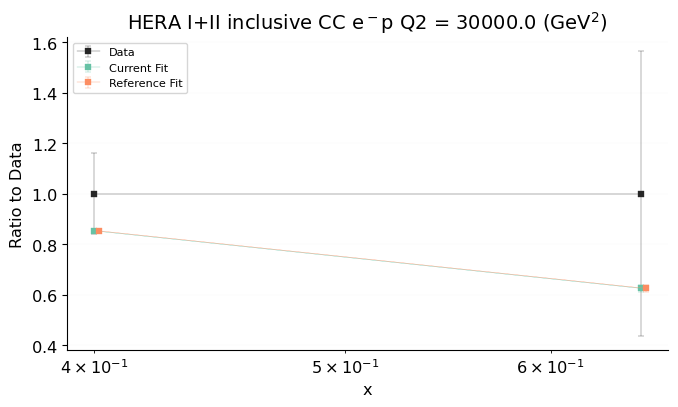 HERA I+II inclusive CC e⁻p Q2 = 30000.0 (GeV²)
Data
Current Fit
Reference Fit
Ratio to Data
1.6
1.4
1.2
1.0
0.8
0.6
0.4
4 × 10⁻¹
5 × 10⁻¹
6 × 10⁻¹
x